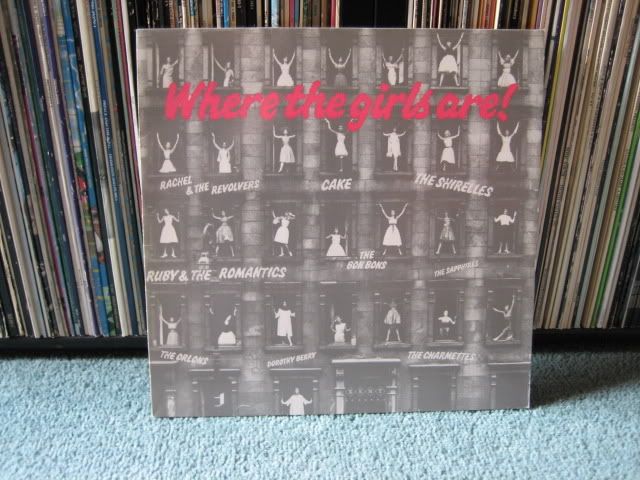 Where the girls are!
RACHEL & THE REVOLVERS
CAKE
THE SHIRELLES
RUBY & THE ROMANTICS
THE BON BONS
THE SAPPHIRES
THE ORLONS
DOROTHY BERRY
THE CHARMETTES
KENT